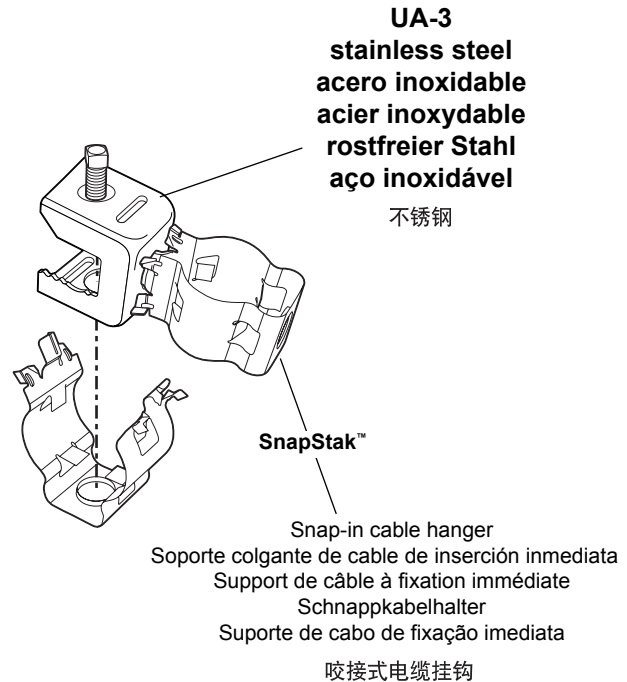 UA-3
stainless steel
acero inoxidable
acier inoxydable
rostfreier Stahl
aço inoxidável
不锈钢
SnapStak™
Snap-in cable hanger
Soporte colgante de cable de inserción inmediata
Support de câble à fixation immédiate
Schnappkabelhalter
Suporte de cabo de fixação imediata
咬接式电缆挂钩